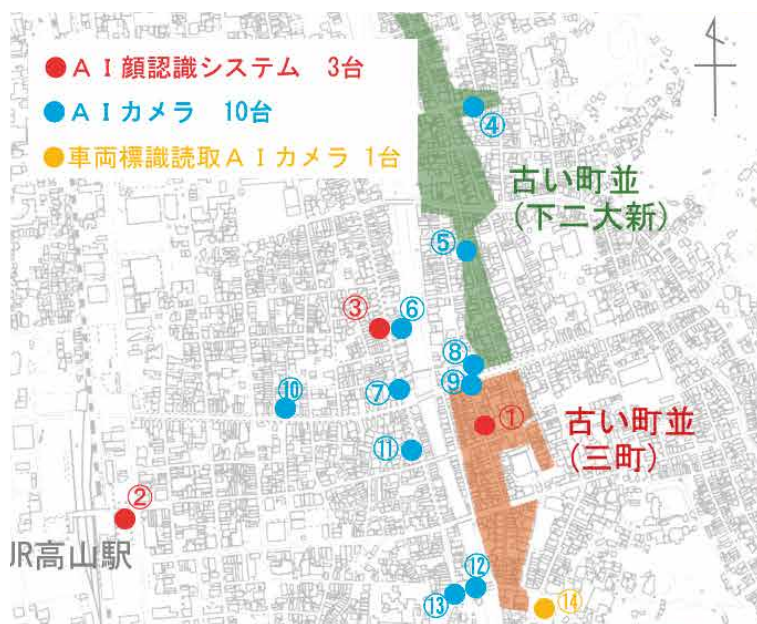 ●ＡＩ顔認識システム　3台
●ＡＩカメラ　10台
●車両標識読取ＡＩカメラ 1台
④
古い町並
(下二大新)
⑤
③
⑥
⑧
⑦
⑨
⑩
①
古い町並
(三町)
⑪
②
JR高山駅
⑫
⑬
⑭